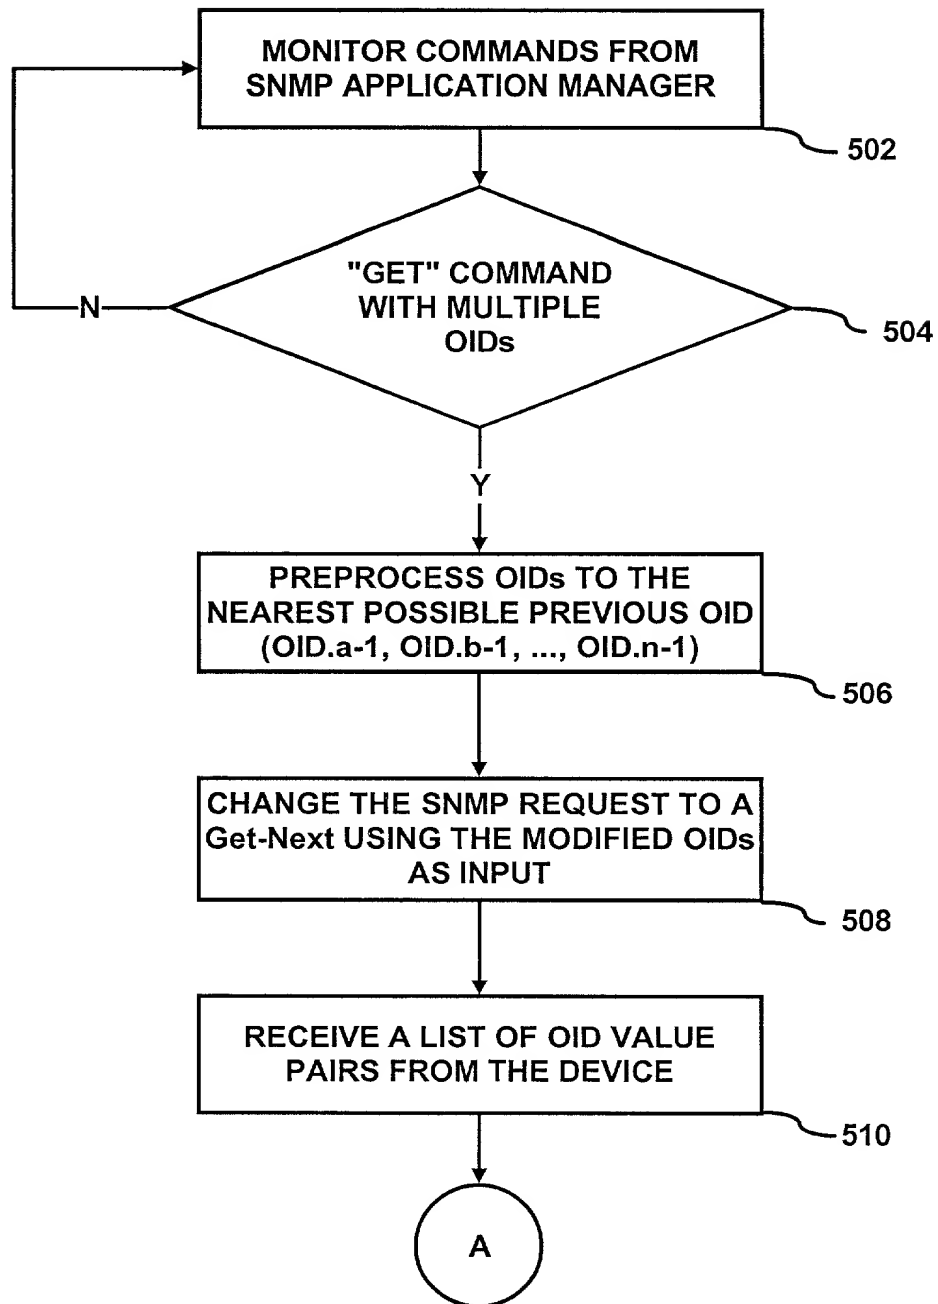 MONITOR COMMANDS FROM
SNMP APPLICATION MANAGER
502
"GET" COMMAND
WITH MULTIPLE
OIDs
N
504
Y
PREPROCESS OIDs TO THE
NEAREST POSSIBLE PREVIOUS OID
(OID.a-1, OID.b-1, ..., OID.n-1)
506
CHANGE THE SNMP REQUEST TO A
Get-Next USING THE MODIFIED OIDs
AS INPUT
508
RECEIVE A LIST OF OID VALUE
PAIRS FROM THE DEVICE
510
A